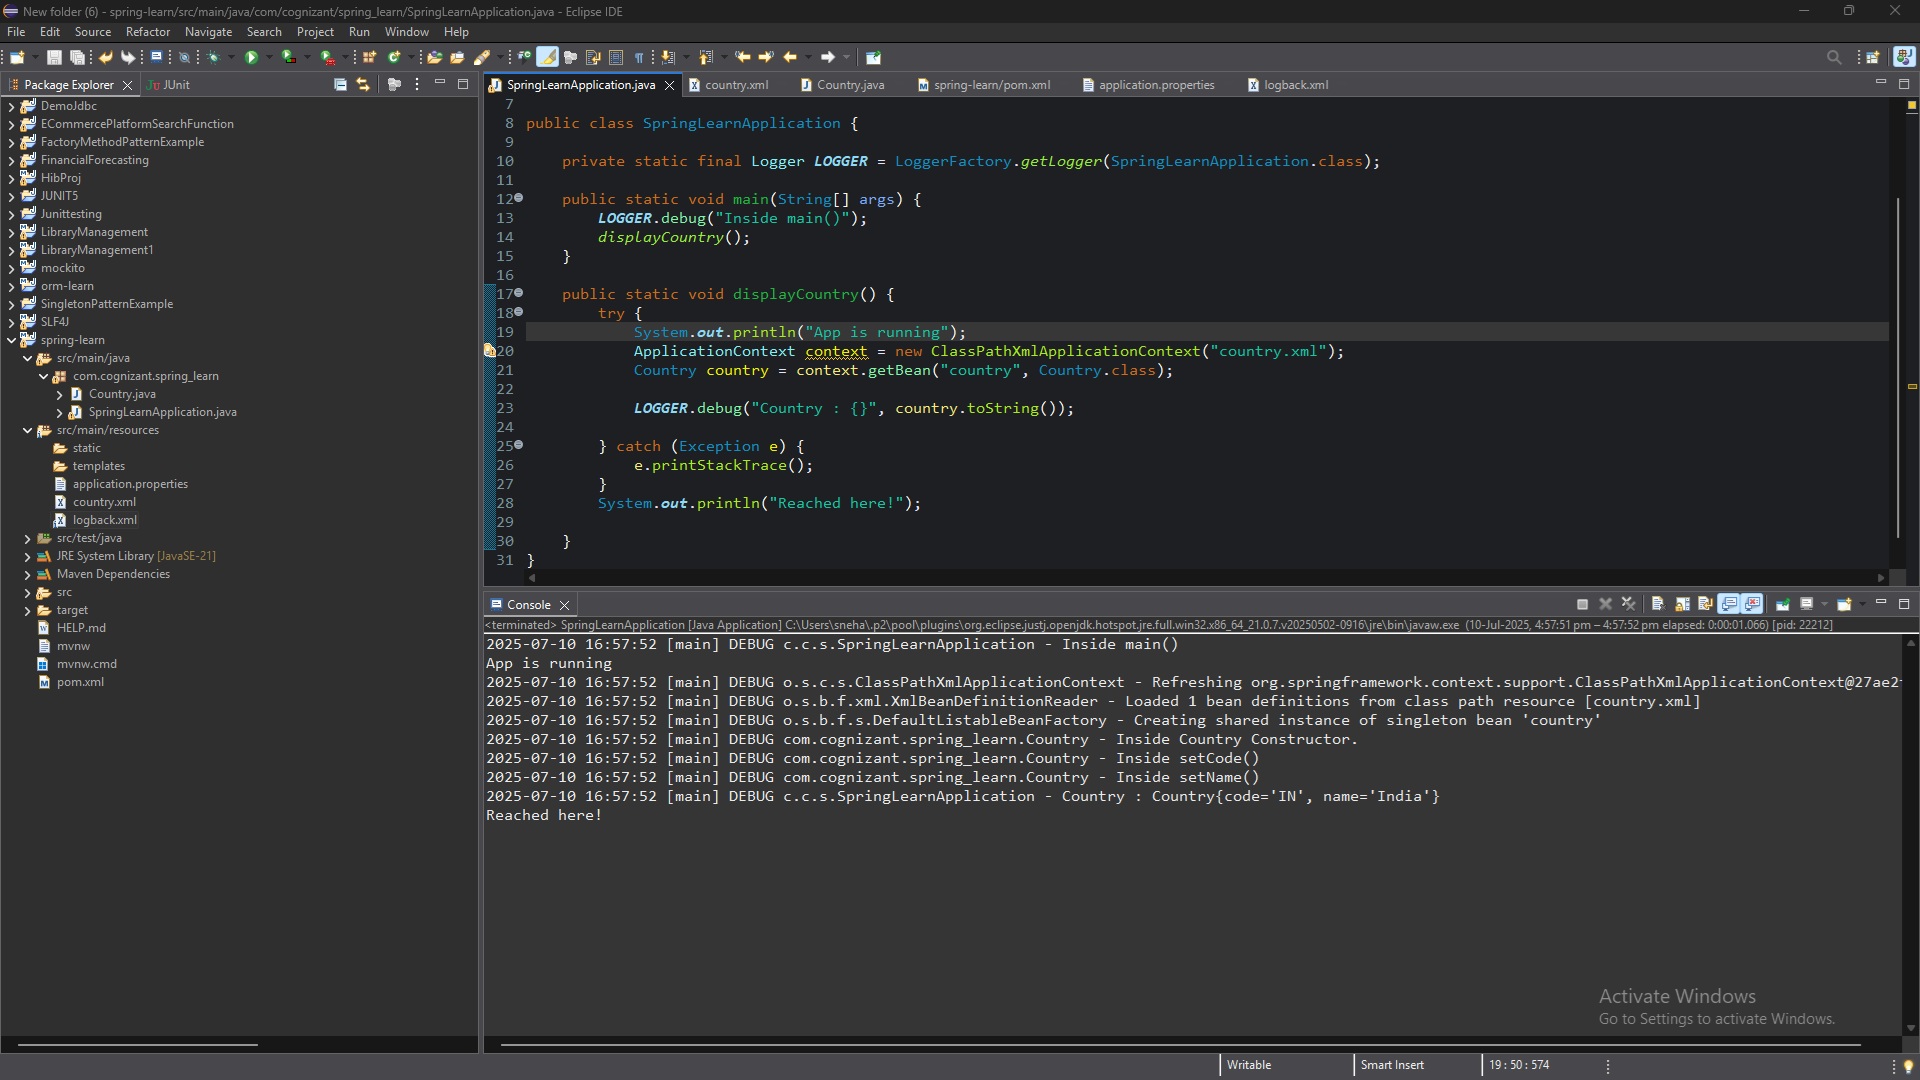 New folder (6) - spring-learn/src/main/java/com/cognizant/spring_learn/SpringLearnApplication.java - Eclipse IDE
File Edit Source Refactor Navigate Search Project Run Window Help
Package Explorer
JUnit
DemoJdbc
ECommercePlatformSearchFunction
FactoryMethodPatternExample
FinancialForecasting
HibProj
JUNIT5
Junittesting
LibraryManagement
LibraryManagement1
mockito
orm-learn
SingletonPatternExample
SLF4J
spring-learn
src/main/java
com.cognizant.spring_learn
Country.java
SpringLearnApplication.java
src/main/resources
static
templates
application.properties
country.xml
logback.xml
src/test/java
JRE System Library [JavaSE-21]
Maven Dependencies
src
target
HELP.md
mvnw
mvnw.cmd
pom.xml
SpringLearnApplication.java country.xml Country.java spring-learn/pom.xml application.properties logback.xml
7
8 public class SpringLearnApplication {
9
10 private static final Logger LOGGER = LoggerFactory.getLogger(SpringLearnApplication.class);
11
12 public static void main(String[] args) {
13 LOGGER.debug("Inside main()");
14 displayCountry();
15 }
16
17 public static void displayCountry() {
18 try {
19 System.out.println("App is running");
20 ApplicationContext context = new ClassPathXmlApplicationContext("country.xml");
21 Country country = context.getBean("country", Country.class);
22
23 LOGGER.debug("Country : {}", country.toString());
24
25 } catch (Exception e) {
26 e.printStackTrace();
27 }
28 System.out.println("Reached here!");
29
30 }
31 }
Console
<terminated> SpringLearnApplication [Java Application] C:\Users\sneha\.p2\pool\plugins\org.eclipse.justj.openjdk.hotspot.jre.full.win32.x86_64_21.0.7.v20250502-0916\jre\bin\javaw.exe (10-Jul-2025, 4:57:51 pm – 4:57:52 pm elapsed: 0:00:01.066) [pid: 22212]
2025-07-10 16:57:52 [main] DEBUG c.c.s.SpringLearnApplication - Inside main()
App is running
2025-07-10 16:57:52 [main] DEBUG o.s.c.s.ClassPathXmlApplicationContext - Refreshing org.springframework.context.support.ClassPathXmlApplicationContext@27ae2
2025-07-10 16:57:52 [main] DEBUG o.s.b.f.xml.XmlBeanDefinitionReader - Loaded 1 bean definitions from class path resource [country.xml]
2025-07-10 16:57:52 [main] DEBUG o.s.b.f.s.DefaultListableBeanFactory - Creating shared instance of singleton bean 'country'
2025-07-10 16:57:52 [main] DEBUG com.cognizant.spring_learn.Country - Inside Country Constructor.
2025-07-10 16:57:52 [main] DEBUG com.cognizant.spring_learn.Country - Inside setCode()
2025-07-10 16:57:52 [main] DEBUG com.cognizant.spring_learn.Country - Inside setName()
2025-07-10 16:57:52 [main] DEBUG c.c.s.SpringLearnApplication - Country : Country{code='IN', name='India'}
Reached here!
Activate Windows
Go to Settings to activate Windows.
Writable Smart Insert 19 : 50 : 574